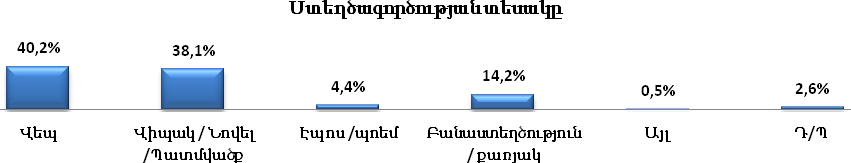 Ստեղծագործության տեսակը
40,2%
38,1%
4,4%
14,2%
0,5%
2,6%
Վեպ
Վիպակ / Նովել
/Պատմվածք
Էպոս /պոեմ
Բանաստեղծություն
/քառյակ
Այլ
Դ/Պ